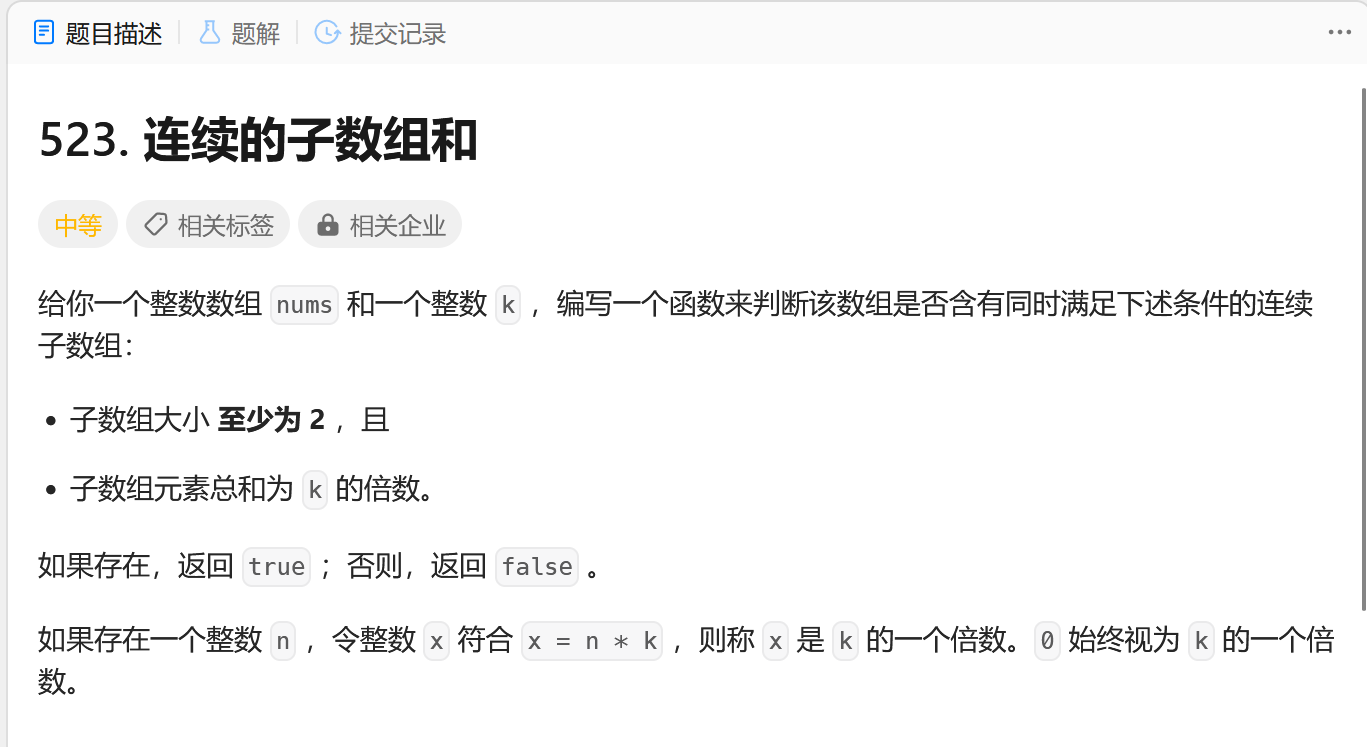 题目描述 题解 提交记录
523. 连续的子数组和
中等 相关标签 相关企业
给你一个整数数组 nums 和一个整数 k ，编写一个函数来判断该数组是否含有同时满足下述条件的连续
子数组：
• 子数组大小 至少为 2 ，且
• 子数组元素总和为 k 的倍数。
如果存在，返回 true ；否则，返回 false 。
如果存在一个整数 n ，令整数 x 符合 x = n * k ，则称 x 是 k 的一个倍数。0 始终视为 k 的一个倍
数。